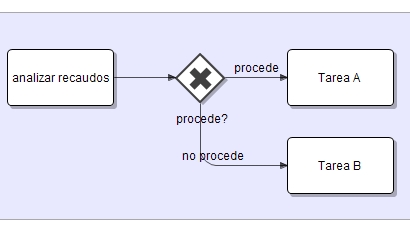 analizar recaudos
procede
Tarea A
procede?
no procede
Tarea B